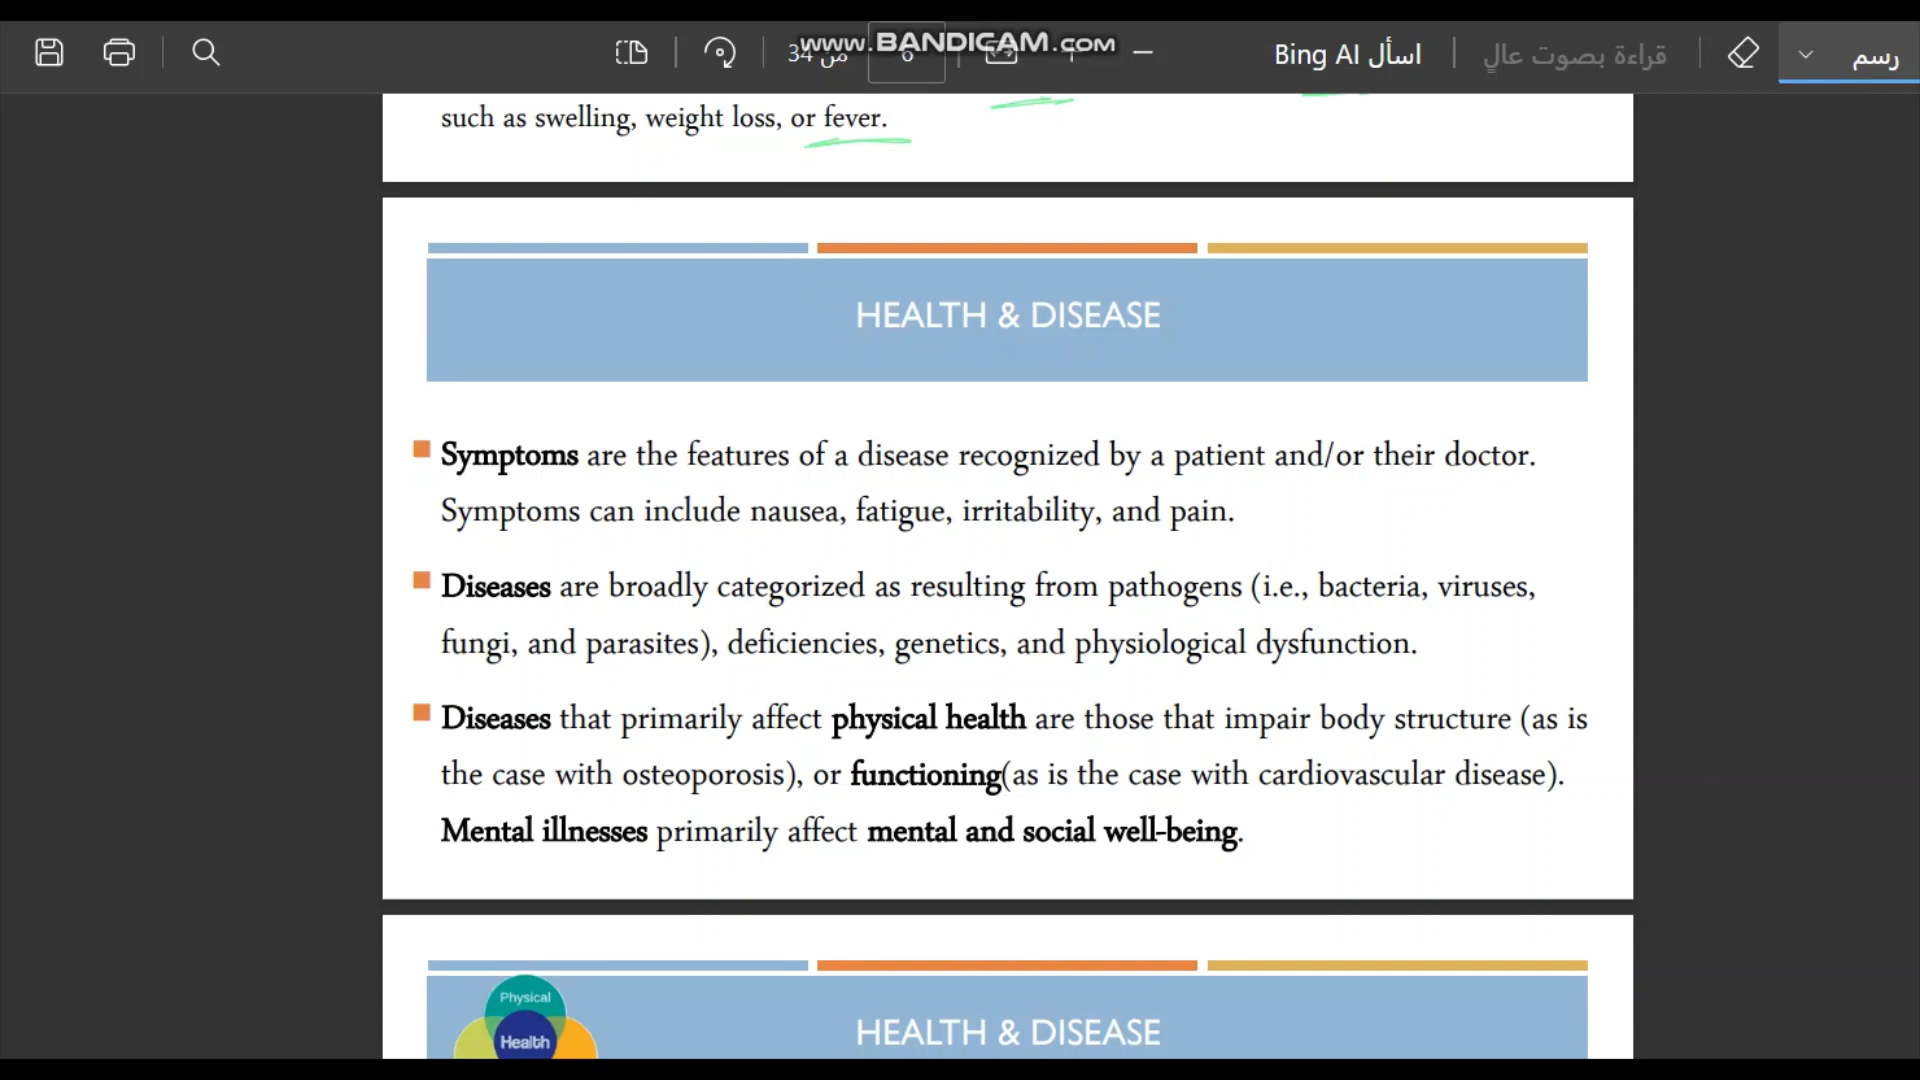 www.BANDICAM.com
34 من
6
اسأل Bing AI
قراءة بصوت عالٍ
رسم
such as swelling, weight loss, or fever.
HEALTH & DISEASE
Symptoms are the features of a disease recognized by a patient and/or their doctor.
Symptoms can include nausea, fatigue, irritability, and pain.
Diseases are broadly categorized as resulting from pathogens (i.e., bacteria, viruses,
fungi, and parasites), deficiencies, genetics, and physiological dysfunction.
Diseases that primarily affect physical health are those that impair body structure (as is
the case with osteoporosis), or functioning(as is the case with cardiovascular disease).
Mental illnesses primarily affect mental and social well-being.
Physical
Health
HEALTH & DISEASE